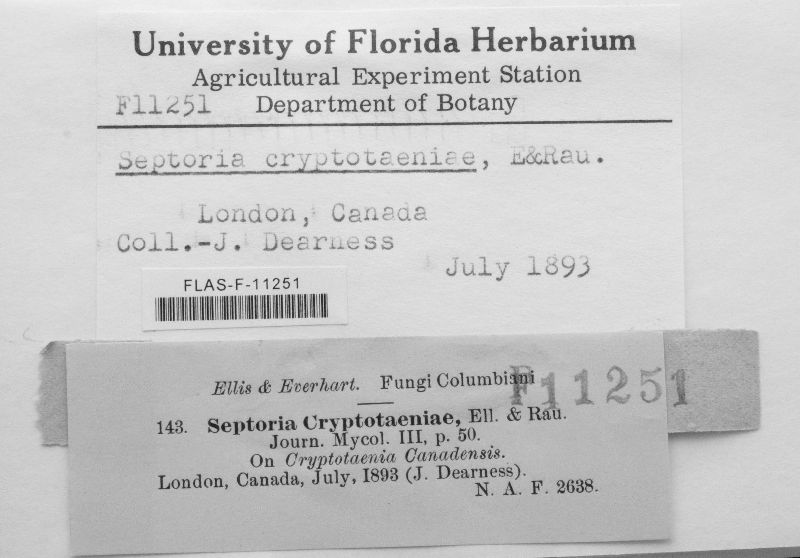 University of Florida Herbarium
Agricultural Experiment Station
F11251 Department of Botany
Septoria cryptotaeniae, E&Rau.
London, Canada
Coll.-J. Dearness
July 1893
FLAS-F-11251
Ellis & Everhart. Fungi Columbiani
F11251
143. Septoria Cryptotaeniae, Ell. & Rau.
Journ. Mycol. III, p. 50.
On Cryptotaenia Canadensis.
London, Canada, July, 1893 (J. Dearness).
N. A. F. 2638.